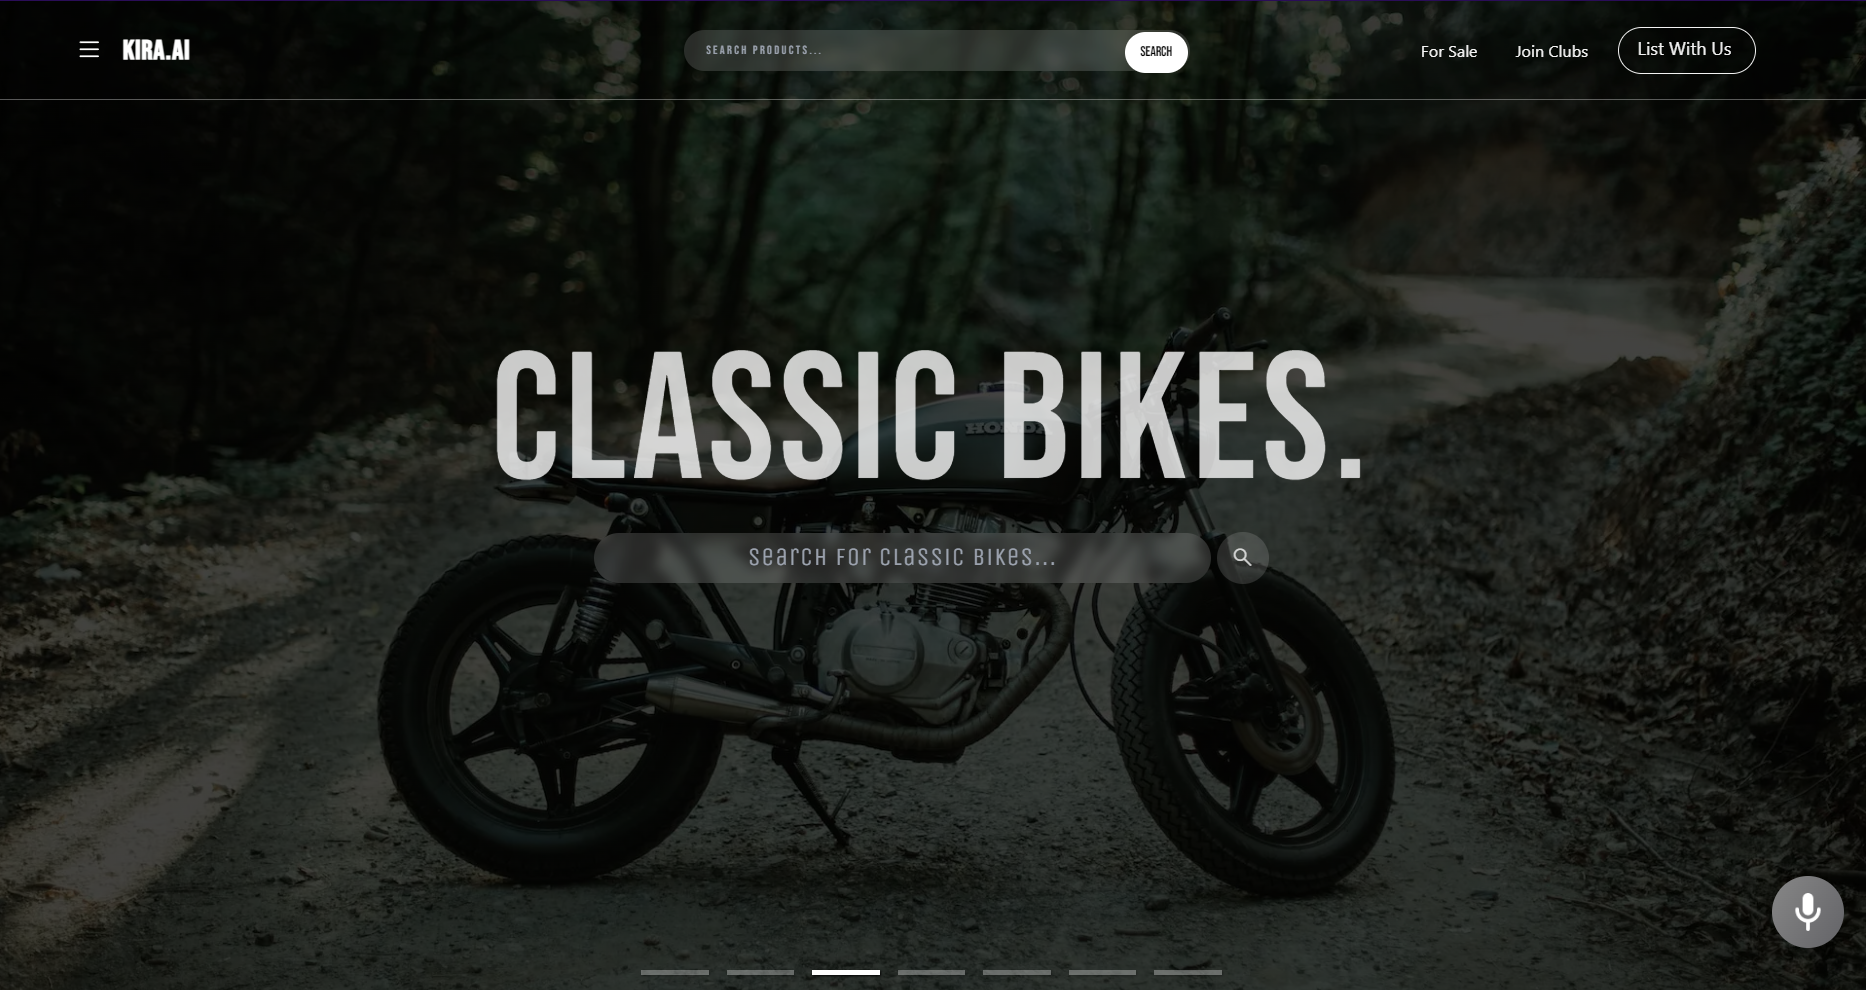 KIRA.AI
SEARCH PRODUCTS...
SEARCH
For Sale
Join Clubs
List With Us
CLASSIC BIKES.
HONDA
Search For Classic Bikes...